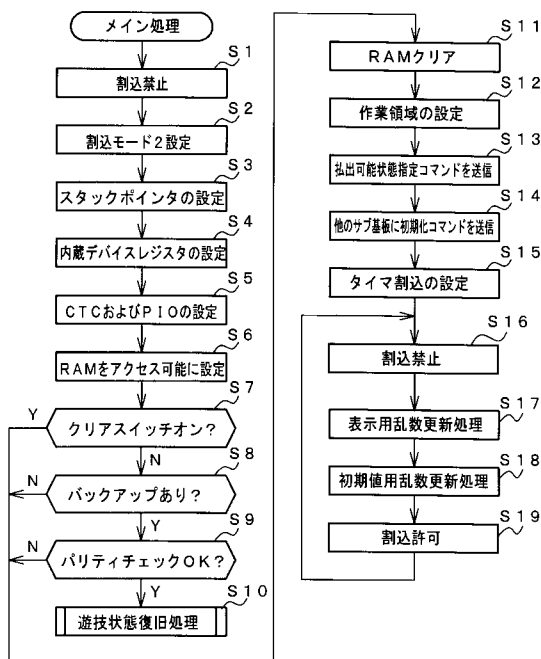 メイン処理
S1
割込禁止
S2
割込モード2設定
S3
スタックポインタの設定
S4
内蔵デバイスレジスタの設定
S5
CTCおよびPIOの設定
S6
RAMをアクセス可能に設定
S7
Y
クリアスイッチオン?
N
S8
N
バックアップあり?
Y
S9
N
パリティチェックOK?
Y
S10
遊技状態復旧処理
S11
RAMクリア
S12
作業領域の設定
S13
払出可能状態指定コマンドを送信
S14
他のサブ基板に初期化コマンドを送信
S15
タイマ割込の設定
S16
割込禁止
S17
表示用乱数更新処理
S18
初期値用乱数更新処理
S19
割込許可